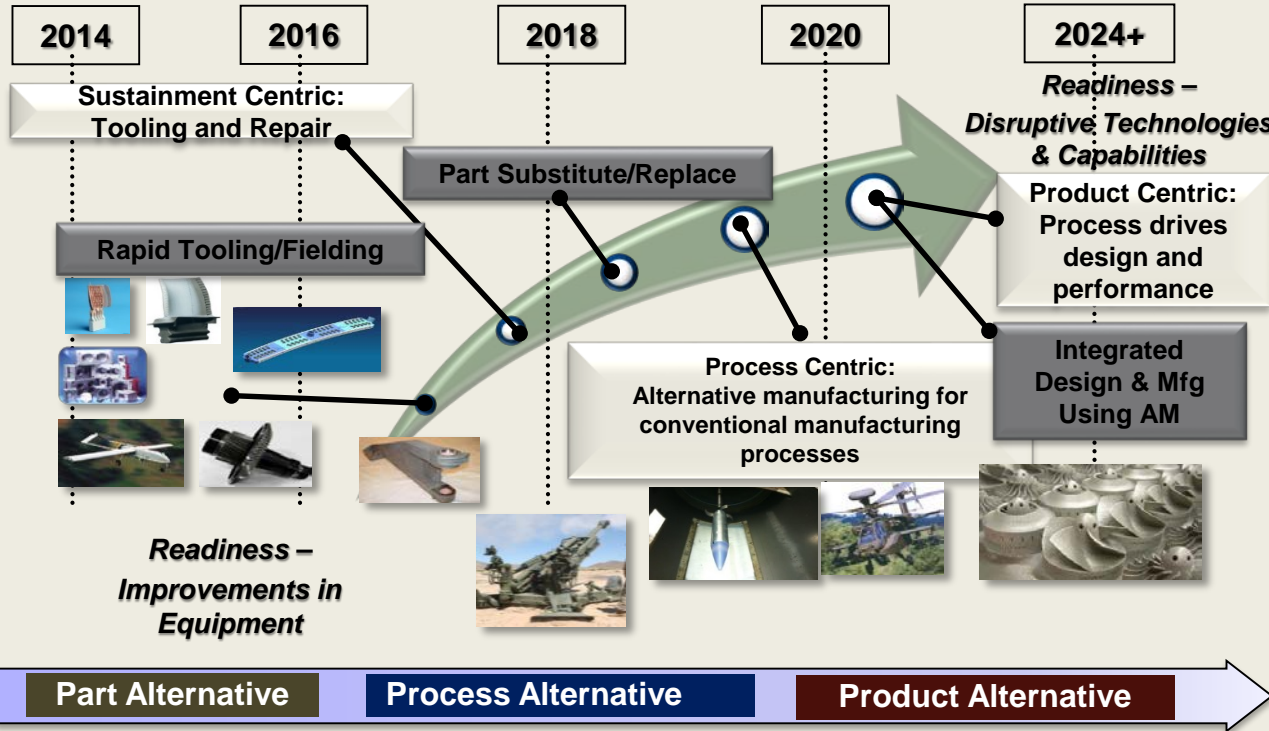 2014
2016
2018
2020
2024+
Sustainment Centric:
Tooling and Repair
Readiness –
Disruptive Technologies
& Capabilities
Part Substitute/Replace
Product Centric:
Process drives
design and
performance
Rapid Tooling/Fielding
Process Centric:
Alternative manufacturing for
conventional manufacturing
processes
Integrated
Design & Mfg
Using AM
Readiness –
Improvements in
Equipment
Part Alternative
Process Alternative
Product Alternative